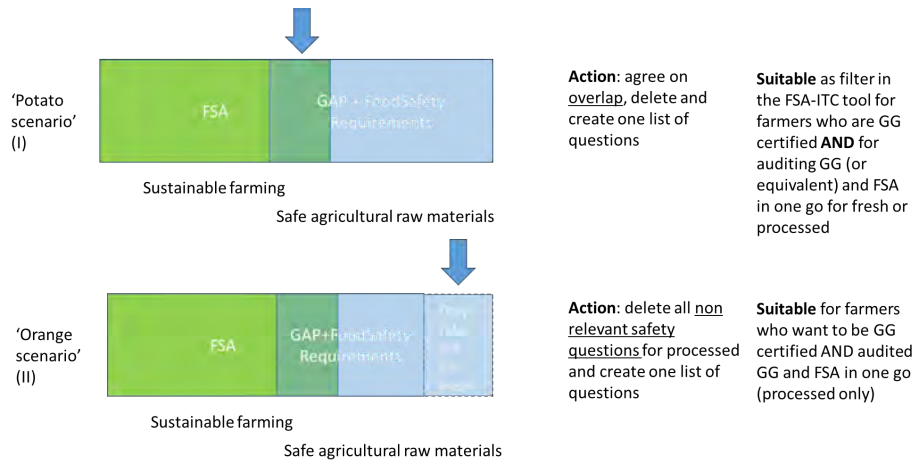 'Potato
scenario'
(I)
FSA
GAP + FoodSafety
Requirements
Sustainable farming
Safe agricultural raw materials
Action: agree on
overlap, delete and
create one list of
questions
Suitable as filter in
the FSA-ITC tool for
farmers who are GG
certified AND for
auditing GG (or
equivalent) and FSA
in one go for fresh or
processed
'Orange
scenario'
(II)
FSA
GAP+FoodSafety
Requirements
Sustainable farming
Safe agricultural raw materials
Action: delete all non
relevant safety
questions for processed
and create one list of
questions
Suitable for farmers
who want to be GG
certified AND audited
GG and FSA in one go
(processed only)